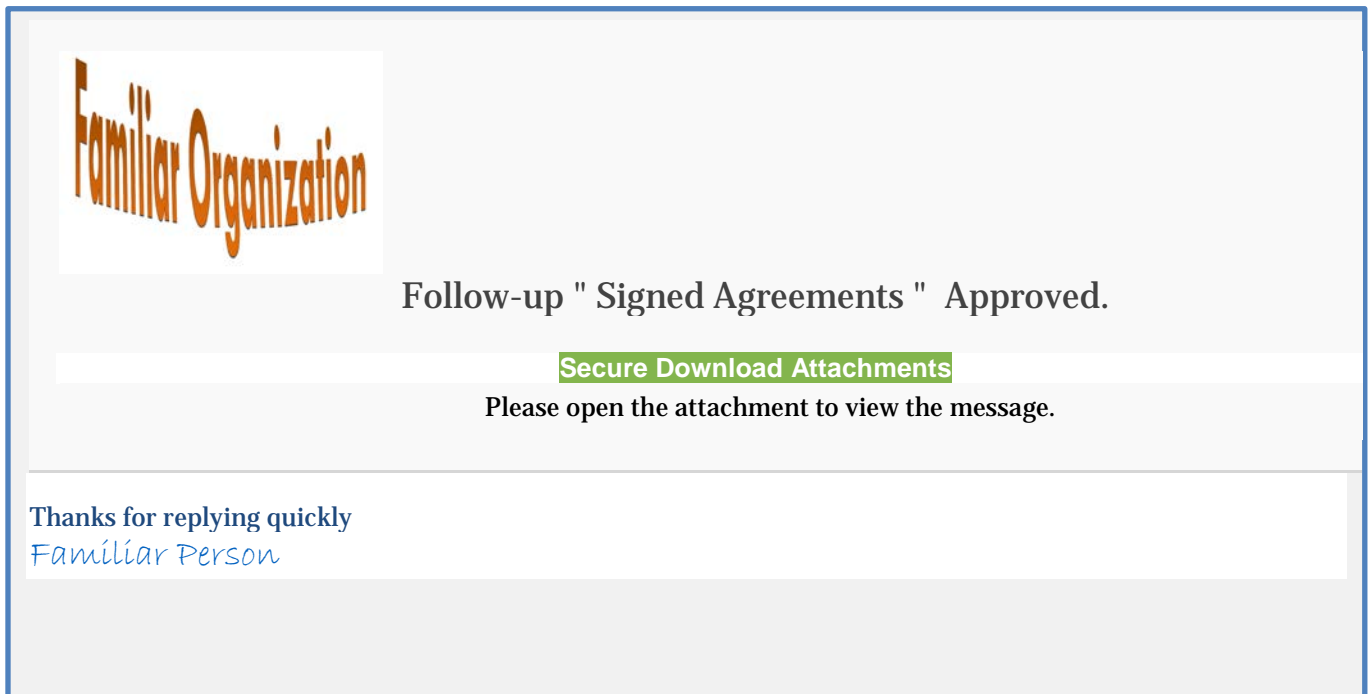 Familiar Organization
Follow-up " Signed Agreements "  Approved.
Secure Download Attachments
Please open the attachment to view the message.
Thanks for replying quickly
Familiar Person